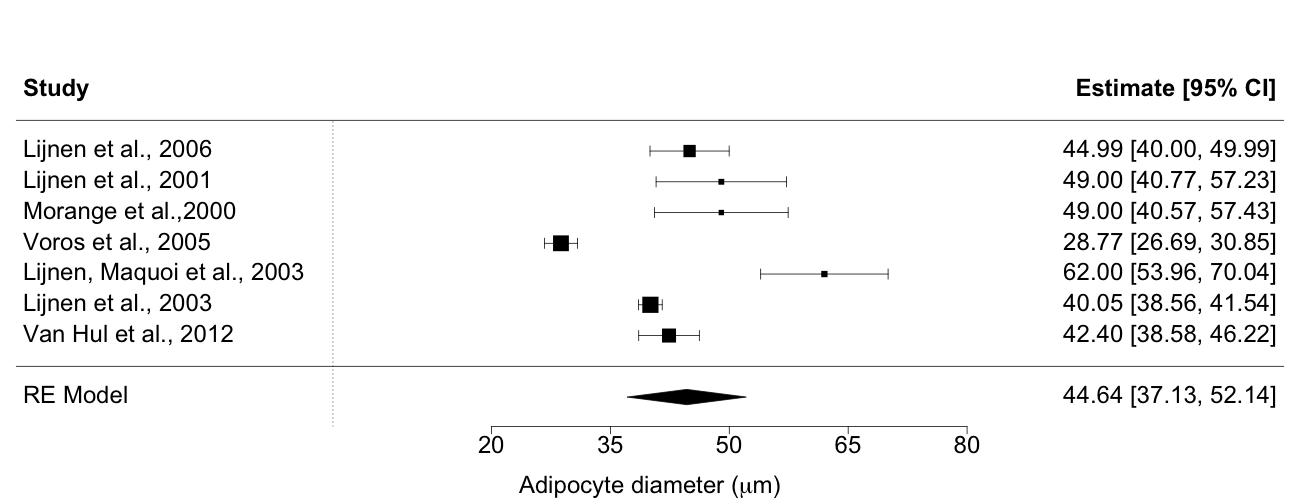 Study Estimate [95% CI]
Lijnen et al., 2006 44.99 [40.00, 49.99]
Lijnen et al., 2001 49.00 [40.77, 57.23]
Morange et al.,2000 49.00 [40.57, 57.43]
Voros et al., 2005 28.77 [26.69, 30.85]
Lijnen, Maquoi et al., 2003 62.00 [53.96, 70.04]
Lijnen et al., 2003 40.05 [38.56, 41.54]
Van Hul et al., 2012 42.40 [38.58, 46.22]
RE Model 44.64 [37.13, 52.14]
20 35 50 65 80
Adipocyte diameter (μm)